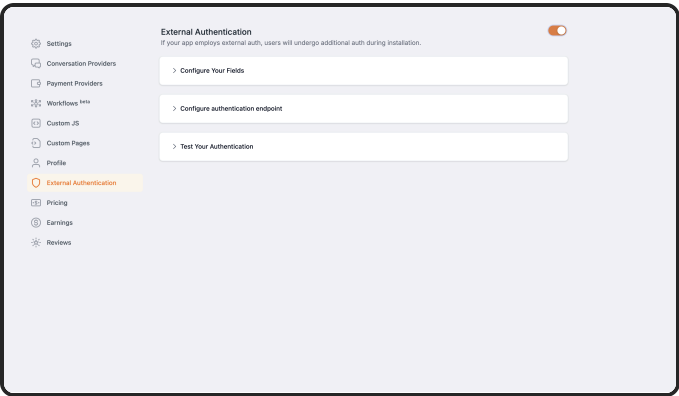 Settings
Conversation Providers
Payment Providers
Workflows beta
Custom JS
Custom Pages
Profile
External Authentication
Pricing
Earnings
Reviews
External Authentication
If your app employs external auth, users will undergo additional auth during installation.
Configure Your Fields
Configure authentication endpoint
Test Your Authentication